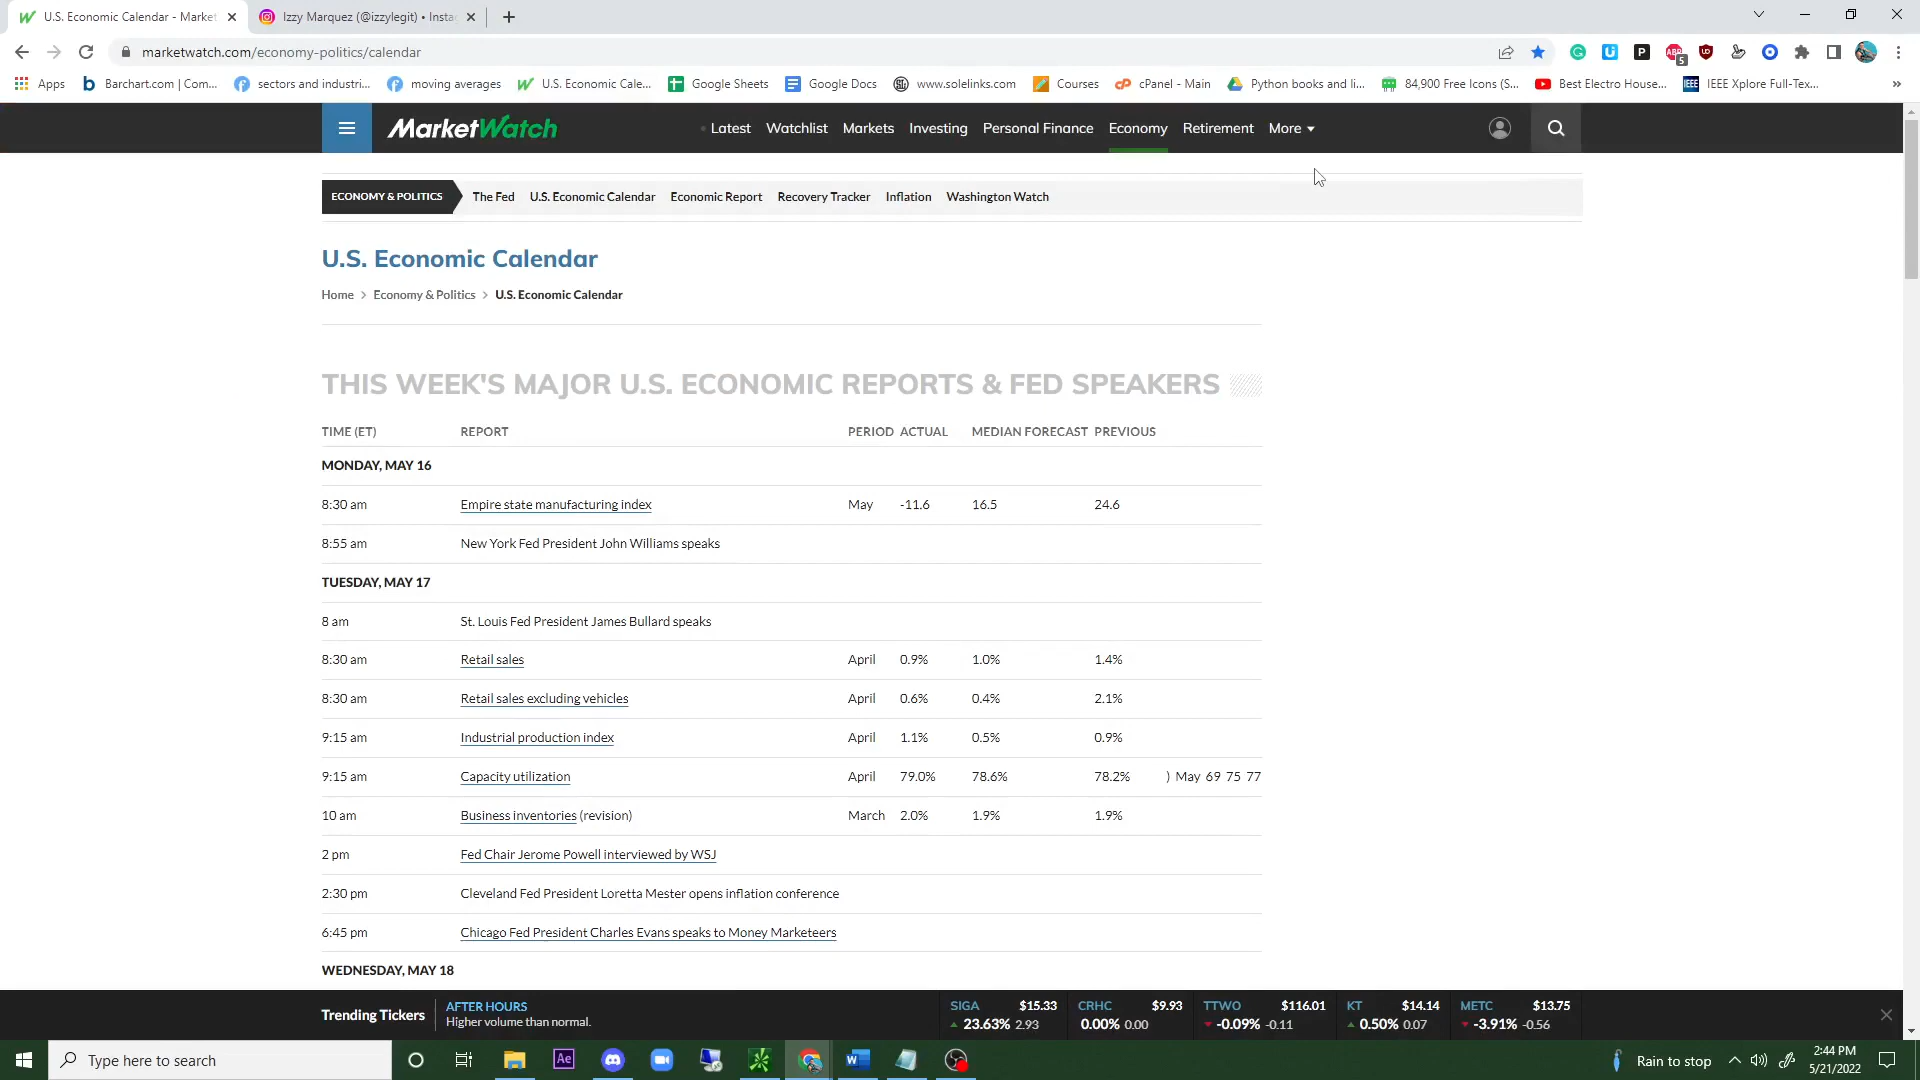 U.S. Economic Calendar - Market
Izzy Marquez (@izzylegit) • Insta
marketwatch.com/economy-politics/calendar
5
Apps
Barchart.com | Com...
sectors and industri...
moving averages
U.S. Economic Cale...
Google Sheets
Google Docs
www.solelinks.com
Courses
cPanel - Main
Python books and li...
84,900 Free Icons (S...
Best Electro House...
IEEE Xplore Full-Tex...
MarketWatch
Latest Watchlist Markets Investing Personal Finance Economy Retirement More
ECONOMY & POLITICS The Fed U.S. Economic Calendar Economic Report Recovery Tracker Inflation Washington Watch
U.S. Economic Calendar
Home > Economy & Politics > U.S. Economic Calendar
THIS WEEK'S MAJOR U.S. ECONOMIC REPORTS & FED SPEAKERS
TIME (ET) REPORT PERIOD ACTUAL MEDIAN FORECAST PREVIOUS
MONDAY, MAY 16
8:30 am Empire state manufacturing index May -11.6 16.5 24.6
8:55 am New York Fed President John Williams speaks
TUESDAY, MAY 17
8 am St. Louis Fed President James Bullard speaks
8:30 am Retail sales April 0.9% 1.0% 1.4%
8:30 am Retail sales excluding vehicles April 0.6% 0.4% 2.1%
9:15 am Industrial production index April 1.1% 0.5% 0.9%
9:15 am Capacity utilization April 79.0% 78.6% 78.2% ) May 69 75 77
10 am Business inventories (revision) March 2.0% 1.9% 1.9%
2 pm Fed Chair Jerome Powell interviewed by WSJ
2:30 pm Cleveland Fed President Loretta Mester opens inflation conference
6:45 pm Chicago Fed President Charles Evans speaks to Money Marketeers
WEDNESDAY, MAY 18
Trending Tickers
AFTER HOURS
Higher volume than normal.
SIGA $15.33
23.63% 2.93
CRHC $9.93
0.00% 0.00
TTWO $116.01
-0.09% -0.11
KT $14.14
0.50% 0.07
METC $13.75
-3.91% -0.56
Type here to search
Ae
Rain to stop
2:44 PM
5/21/2022